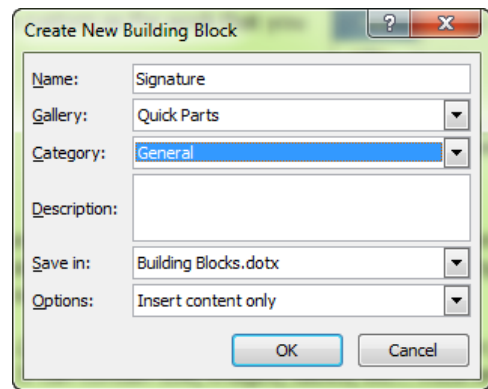 Create New Building Block
?
X
Name: Signature
Gallery: Quick Parts
Category: General
Description:
Save in: Building Blocks.dotx
Options: Insert content only
OK Cancel